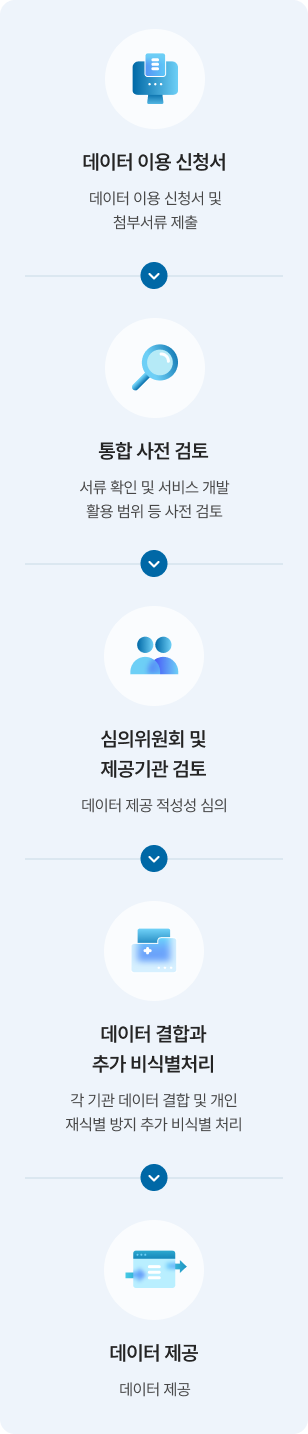 데이터 이용 신청서
데이터 이용 신청서 및
첨부서류 제출
통합 사전 검토
서류 확인 및 서비스 개발
활용 범위 등 사전 검토
심의위원회 및
제공기관 검토
데이터 제공 적성성 심의
데이터 결합과
추가 비식별처리
각 기관 데이터 결합 및 개인
재식별 방지 추가 비식별 처리
데이터 제공
데이터 제공